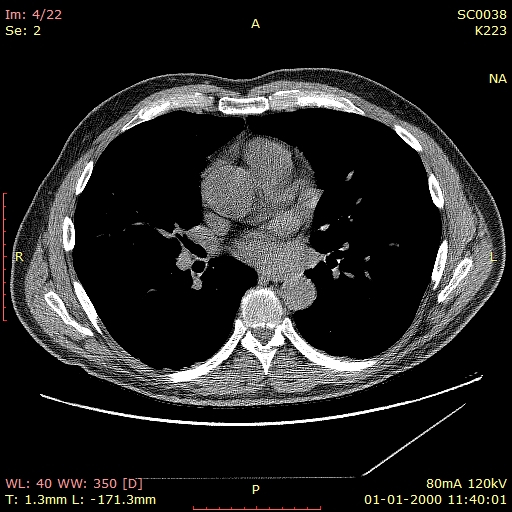 Im: 4/22
Se: 2
A
SC0038
K223
NA
R
L
WL: 40 WW: 350 [D]
T: 1.3mm L: -171.3mm
P
80mA 120kV
01-01-2000 11:40:01